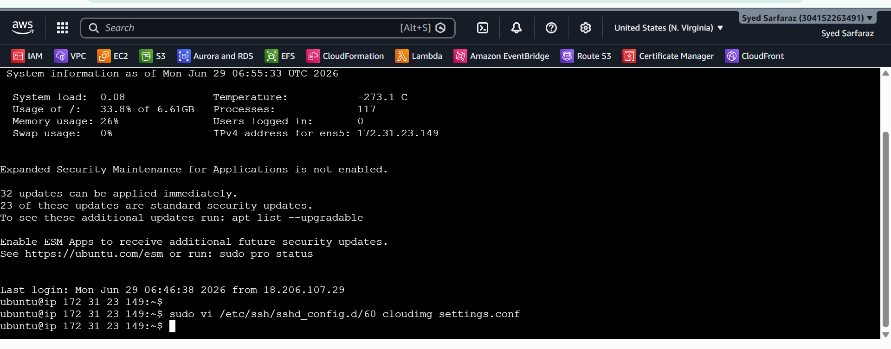 aws
Search
[Alt+S]
United States (N. Virginia)
Syed Sarfaraz (304152263491)
Syed Sarfaraz
IAM VPC EC2 S3 Aurora and RDS EFS CloudFormation Lambda Amazon EventBridge Route 53 Certificate Manager CloudFront
System information as of Mon Jun 29 06:55:33 UTC 2026
System load: 0.08 Temperature: -273.1 C
Usage of /: 33.8% of 6.61GB Processes: 117
Memory usage: 26% Users logged in: 0
Swap usage: 0% IPv4 address for ens5: 172.31.23.149
Expanded Security Maintenance for Applications is not enabled.
32 updates can be applied immediately.
23 of these updates are standard security updates.
To see these additional updates run: apt list --upgradable
Enable ESM Apps to receive additional future security updates.
See https://ubuntu.com/esm or run: sudo pro status
Last login: Mon Jun 29 06:46:38 2026 from 18.206.107.29
ubuntu@ip 172 31 23 149:~$
ubuntu@ip 172 31 23 149:~$ sudo vi /etc/ssh/sshd_config.d/60 cloudimg settings.conf
ubuntu@ip 172 31 23 149:~$